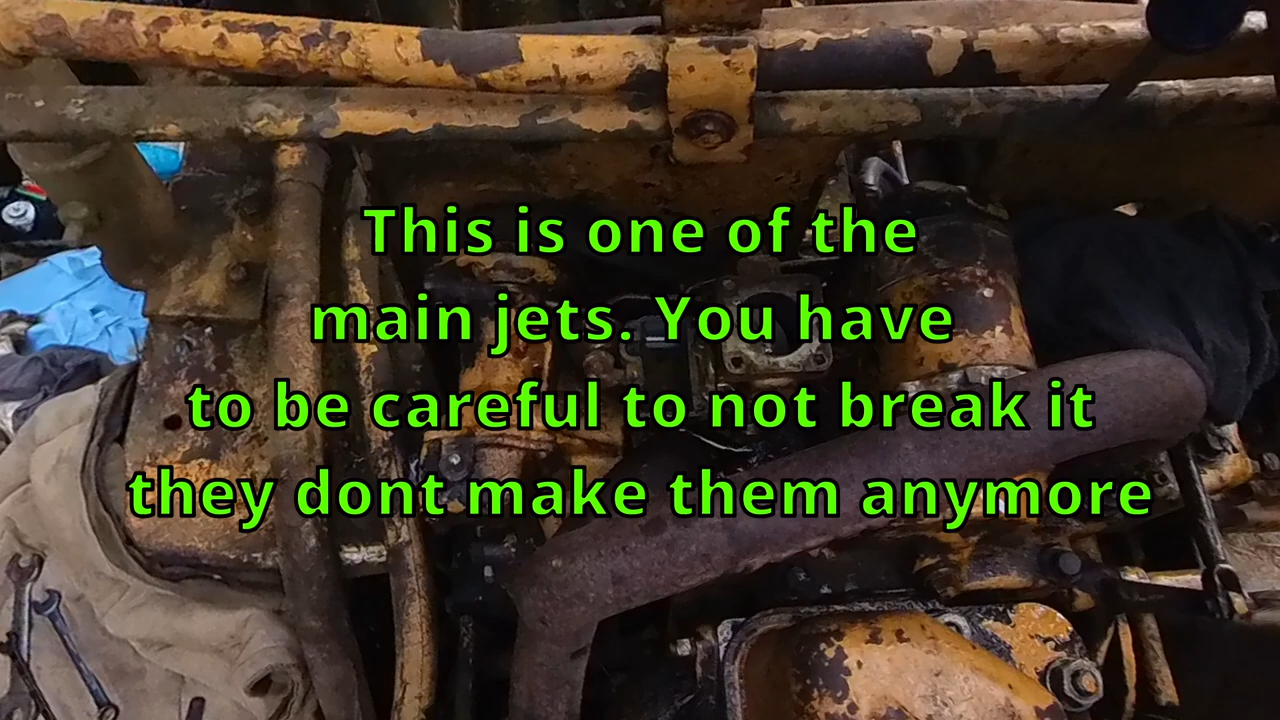 This is one of the
main jets. You have
to be careful to not break it
they dont make them anymore